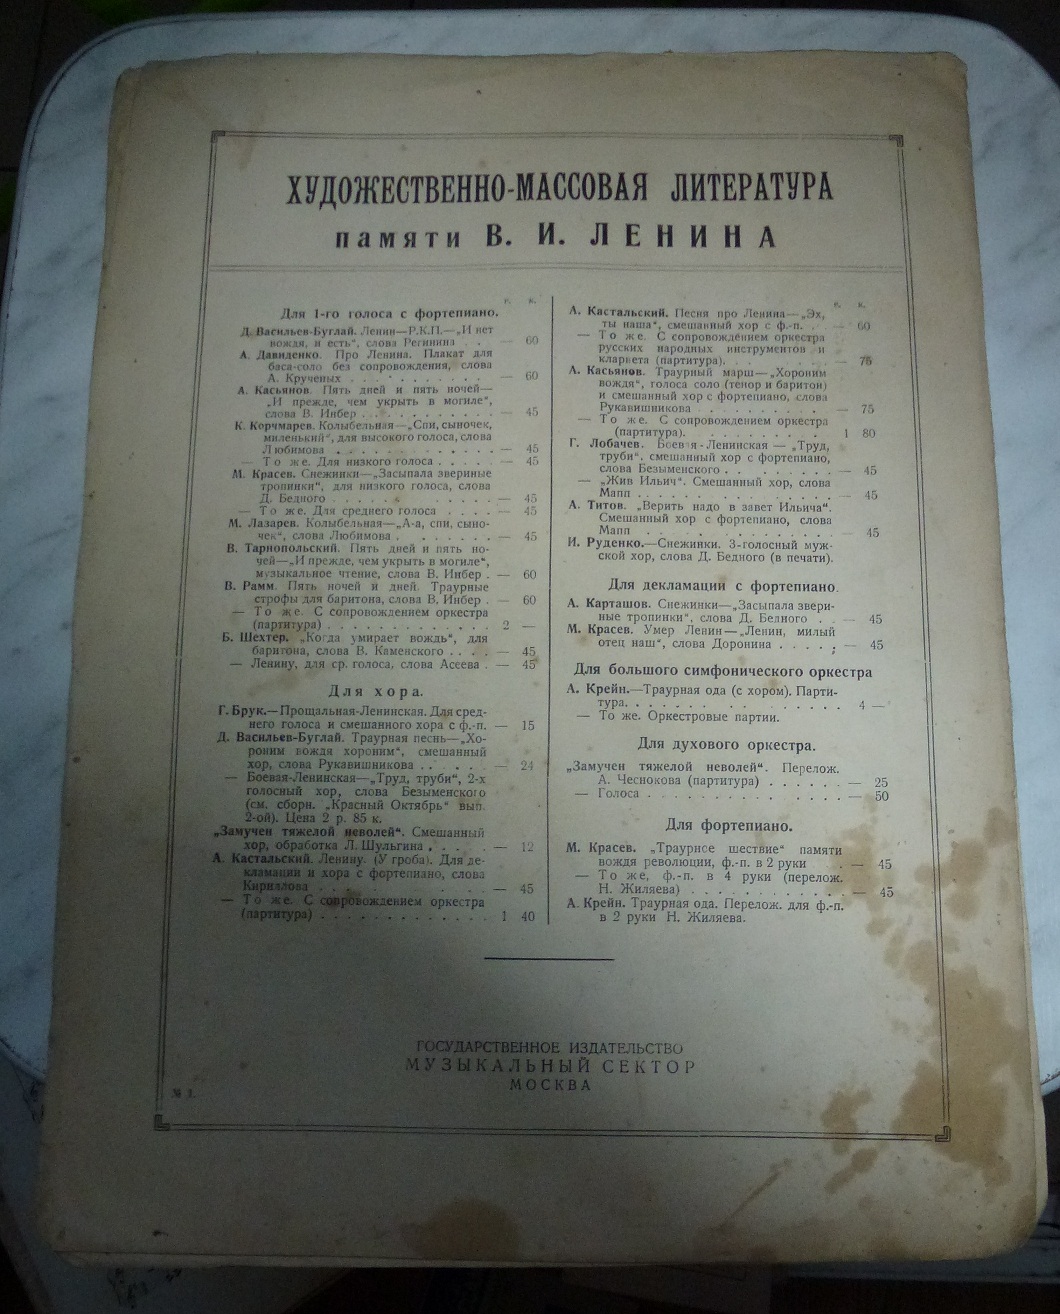 ХУДОЖЕСТВЕННО-МАССОВАЯ ЛИТЕРАТУРА
памяти В. И. ЛЕНИНА
Р. К.
Для 1-го голоса с фортепиано.
Д. Васильев-Буглай. Ленин—Р.К.П.—„И нет
вождя, и есть“, слова Регинина . . — 60
А. Давиденко. Про Ленина. Плакат для
баса-соло без сопровождения, слова
А. Крученых . . . . . . . . . . — 60
А. Касьянов. Пять дней и пять ночей—
„И прежде, чем укрыть в могиле“,
слова В. Инбер . . . . . . . . . . — 45
К. Корчмарев. Колыбельная—„Спи, сыночек,
миленький“, для высокого голоса, слова
Любимова . . . . . . . . . . . — 45
— То же. Для низкого голоса . . . . . — 45
М. Красев. Снежинки—„Засыпала звериные
тропинки“, для низкого голоса, слова
Д. Бедного . . . . . . . . . . . — 45
— То же. Для среднего голоса . . . . — 45
М. Лазарев. Колыбельная—„А-а, спи, сыно-
чек“, слова Любимова . . . . . . . — 45
В. Тарнопольский. Пять дней и пять но-
чей—„И прежде, чем укрыть в могиле“,
музыкальное чтение, слова В. Инбер . — 60
В. Рамм. Пять ночей и дней. Траурные
строфы для баритона, слова В. Инбер . — 60
— То же. С сопровождением оркестра
(партитура) . . . . . . . . . . . . 2 —
Б. Шехтер. „Когда умирает вождь“, для
баритона, слова В. Каменского . . . . — 45
— Ленину, для ср. голоса, слова Асеева . — 45
Для хора.
Г. Брук.—Прощальная-Ленинская. Для сред-
него голоса и смешанного хора с ф.-п. — 15
Д. Васильев-Буглай. Траурная песнь—„Хо-
роним вождя хороним“, смешанный
хор, слова Рукавишникова . . . . . — 24
— Боевая-Ленинская—„Труд, труби“, 2-х
голосный хор, слова Безыменского
(см. сборн. „Красный Октябрь“ вып.
2-ой). Цена 2 р. 85 к.
„Замучен тяжелой неволей“. Смешанный
хор, обработка Л. Шульгина . . . . — 12
А. Кастальский. Ленину. (У гроба). Для де-
кламации и хора с фортепиано, слова
Кириллова . . . . . . . . . . . — 45
— То же. С сопровождением оркестра
(партитура) . . . . . . . . . . . . . 1 40
Р. К.
А. Кастальский. Песня про Ленина—„Эх,
ты наша“, смешанный хор с ф.-п. . — 60
— То же. С сопровождением оркестра
русских народных инструментов и
кларнета (партитура). . . . . . . . — 75
А. Касьянов. Траурный марш—„Хороним
вождя“, голоса соло (тенор и баритон)
и смешанный хор с фортепиано, слова
Рукавишникова . . . . . . . . . — 75
— То же. С сопровождением оркестра
(партитура). . . . . . . . . . . 1 80
Г. Лобачев. Боевая-Ленинская — „Труд,
труби“, смешанный хор с фортепиано,
слова Безыменского . . . . . . . . — 45
— „Жив Ильич“. Смешанный хор, слова
Мапп . . . . . . . . . . . . . . — 45
А. Титов. „Верить надо в завет Ильича“.
Смешанный хор с фортепиано, слова
Мапп . . . . . . . . . . . . . 45
И. Руденко.—Снежинки. 3-голосный муж-
ской хор, слова Д. Бедного (в печати).
Для декламации с фортепиано.
А. Карташов. Снежинки—„Засыпала звери-
ные тропинки“, слова Д. Бедного . . — 45
М. Красев. Умер Ленин—„Ленин, милый
отец наш“, слова Доронина . . . . . — 45
Для большого симфонического оркестра
А. Крейн.—Траурная ода (с хором). Парти-
тура. . . . . . . . . . . . . . . 4 —
— То же. Оркестровые партии.
Для духового оркестра.
„Замучен тяжелой неволей“. Перелож.
А. Чеснокова (партитура) . . . . . . — 25
— Голоса . . . . . . . . . . . . . . — 50
Для фортепиано.
М. Красев. „Траурное шествие“ памяти
вождя революции, ф.-п. в 2 руки . — 45
— То же, ф.-п. в 4 руки (перелож.
Н. Жиляева) . . . . . . . . . . . — 45
А. Крейн. Траурная ода. Перелож. для ф.-п.
в 2 руки Н. Жиляева.
ГОСУДАРСТВЕННОЕ ИЗДАТЕЛЬСТВО
МУЗЫКАЛЬНЫЙ СЕКТОР
МОСКВА